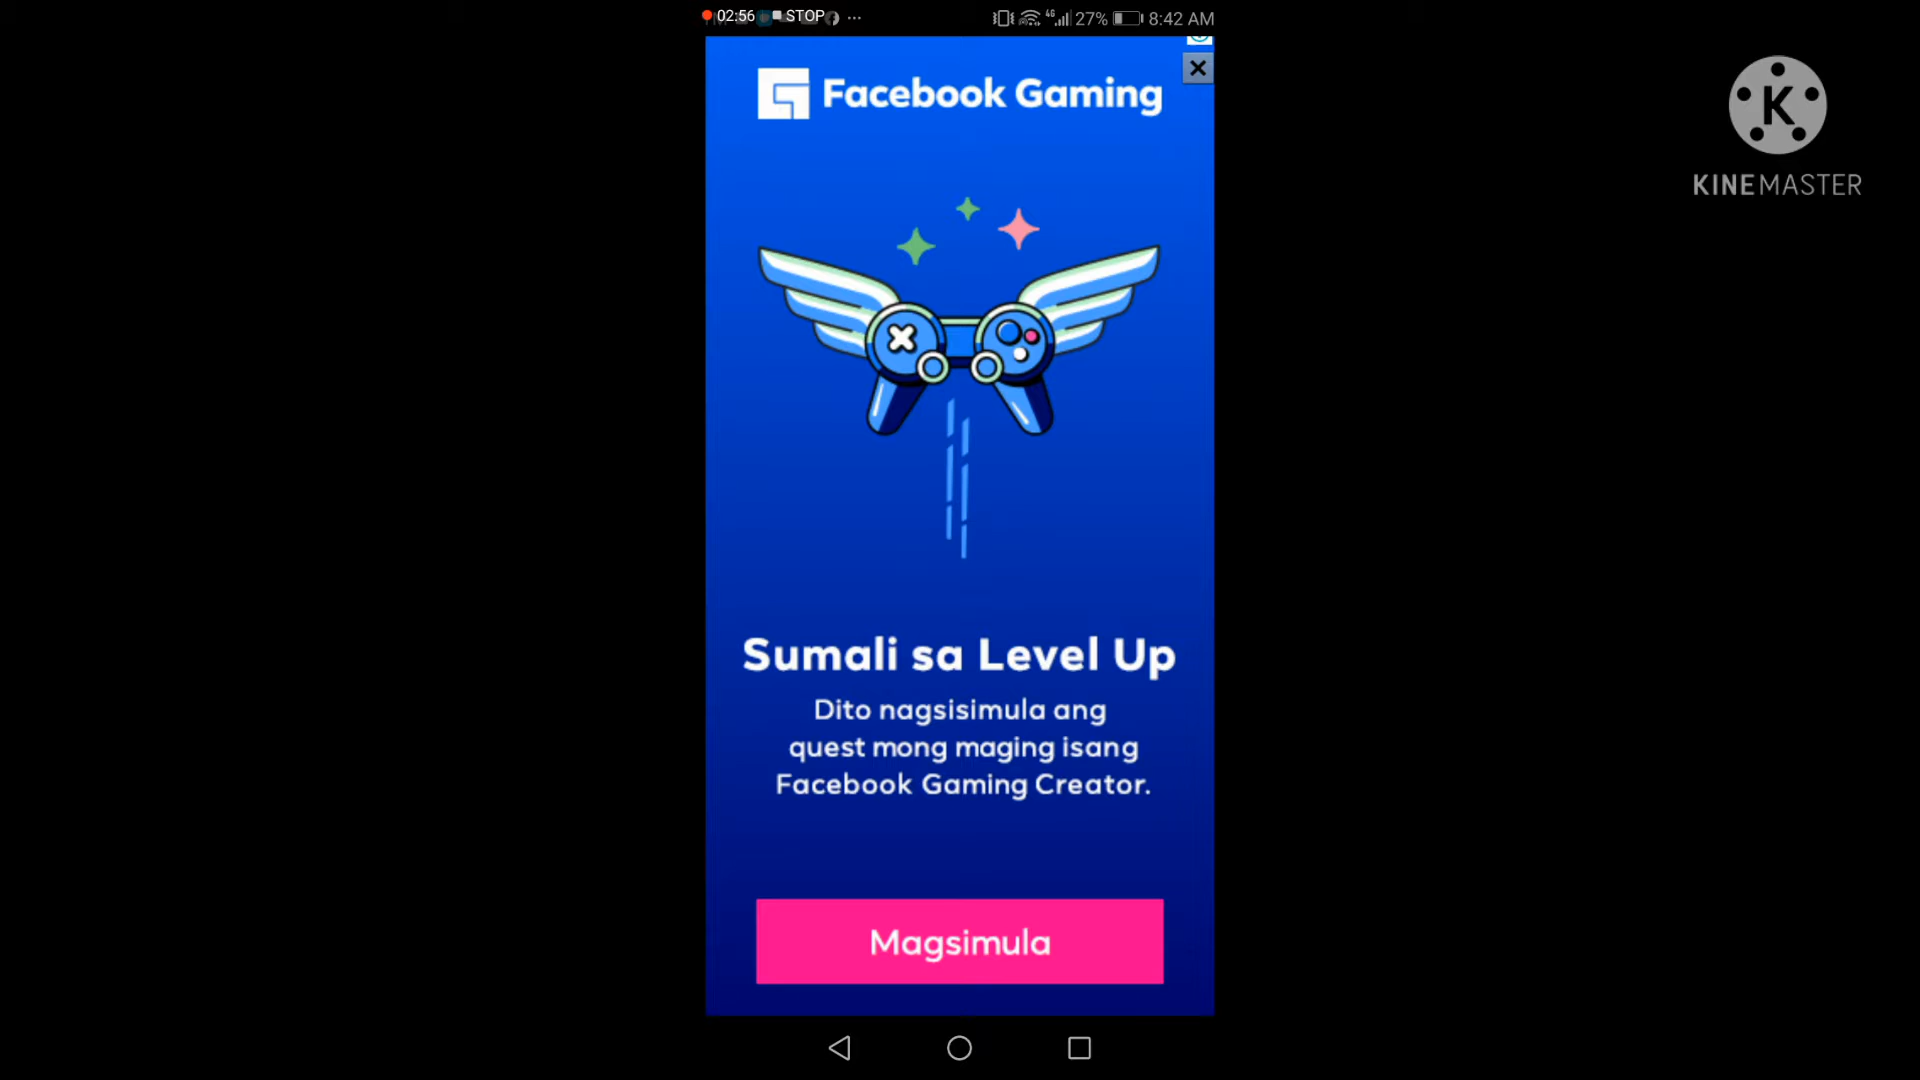 02:56 STOP ... 4G 27% 8:42 AM
Facebook Gaming
K
KINEMASTER
Sumali sa Level Up
Dito nagsisimula ang
quest mong maging isang
Facebook Gaming Creator.
Magsimula